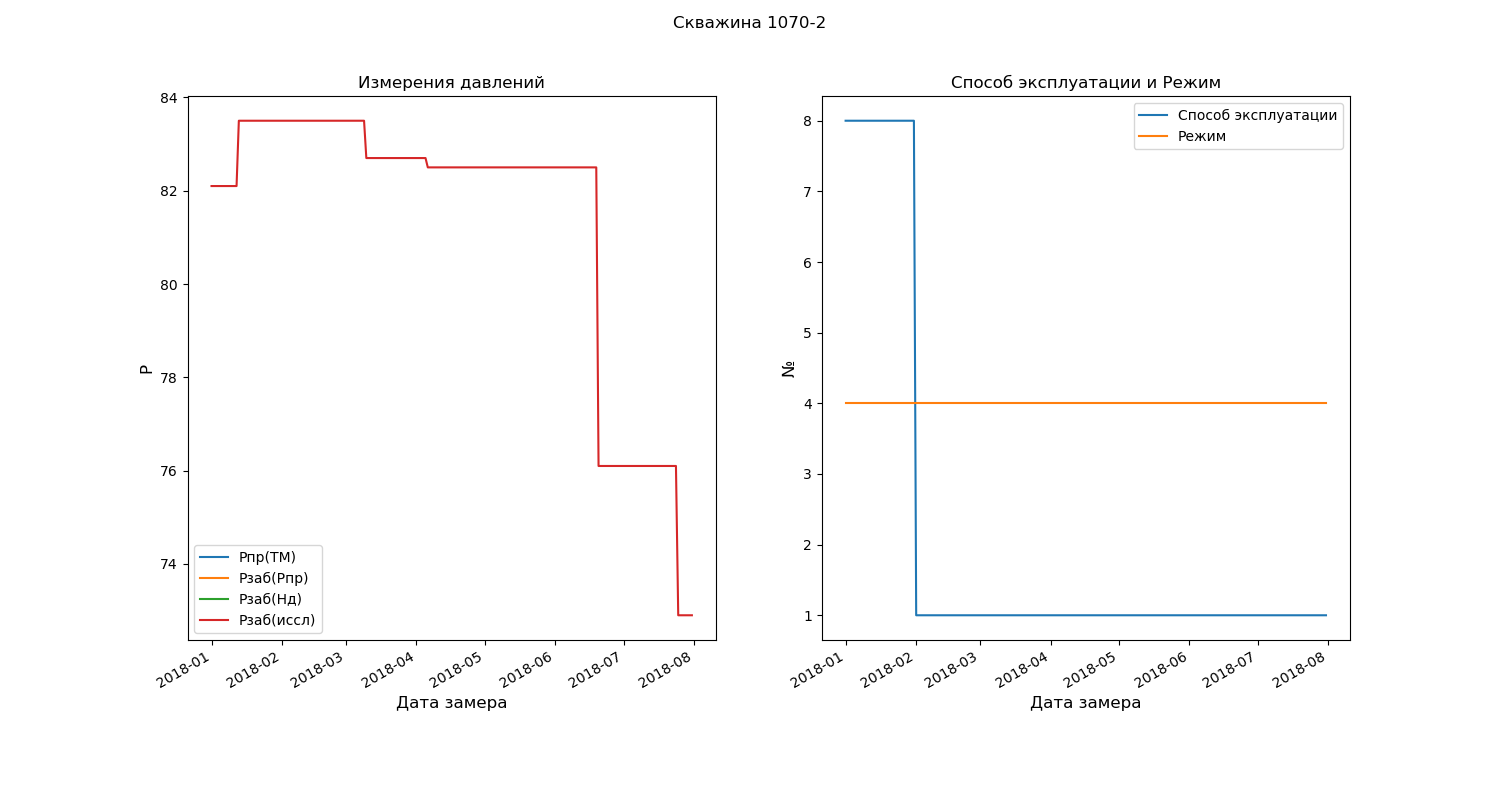 Скважина 1070-2
Измерения давлений
84
82
80
78
76
74
P
Рпр(ТМ)
Рзаб(Рпр)
Рзаб(Нд)
Рзаб(иссл)
2018-01
2018-02
2018-03
2018-04
2018-05
2018-06
2018-07
2018-08
Дата замера
Способ эксплуатации и Режим
8
7
6
5
4
3
2
1
№
Способ эксплуатации
Режим
2018-01
2018-02
2018-03
2018-04
2018-05
2018-06
2018-07
2018-08
Дата замера